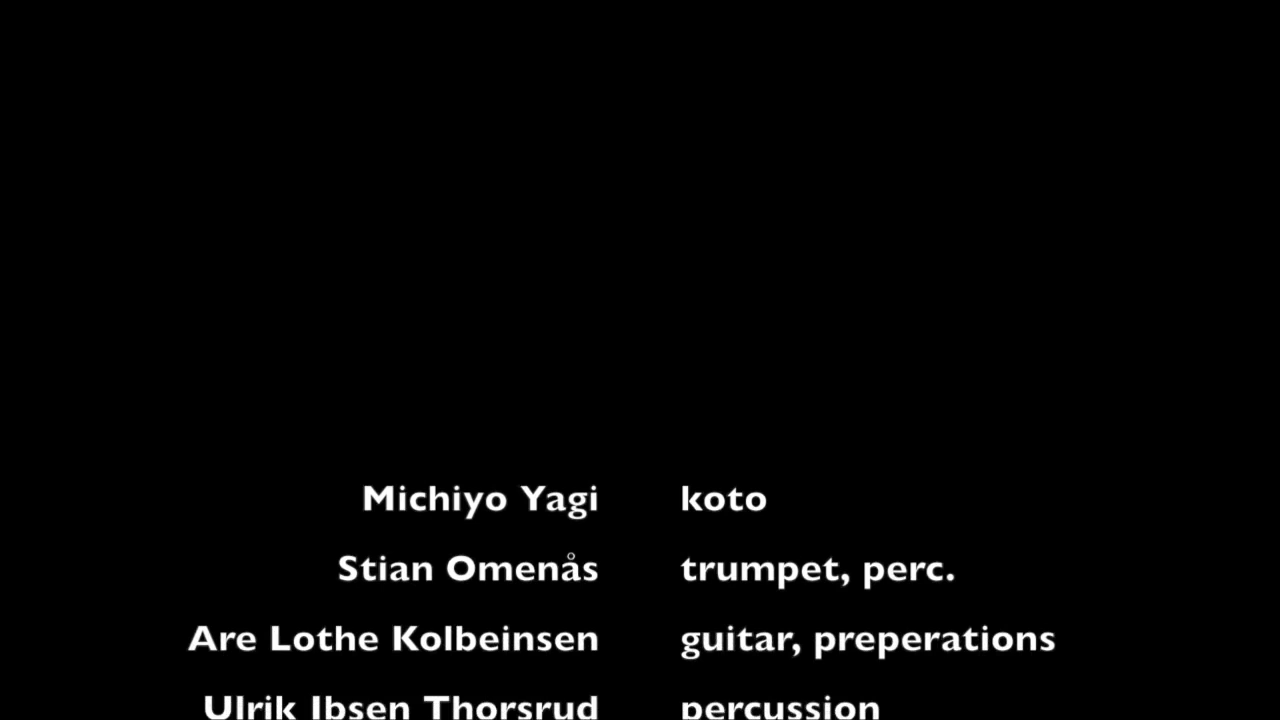 Michiyo Yagi koto
Stian Omenås trumpet, perc.
Are Lothe Kolbeinsen guitar, preperations
Ulrik Ibsen Thorsrud percussion